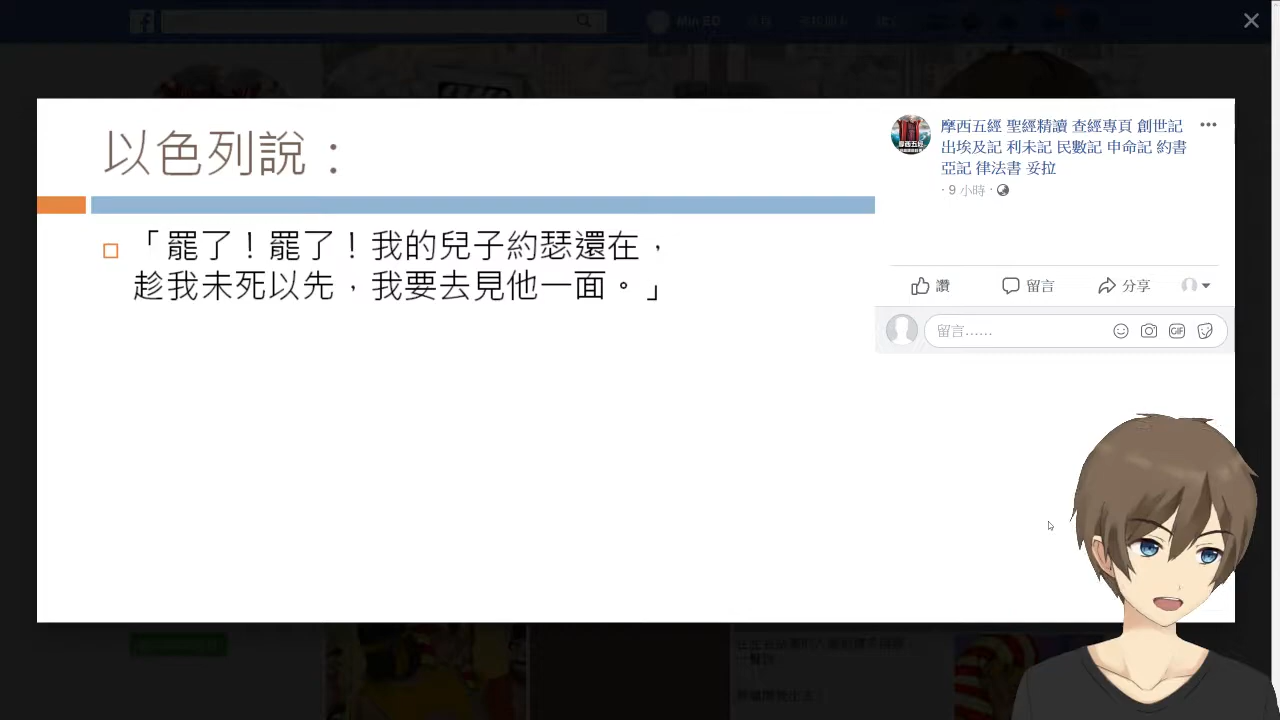 Min ED
以色列說：
「罷了！罷了！我的兒子約瑟還在，
趁我未死以先，我要去見他一面。」
摩西五經 聖經精讀 查經專頁 創世記
出埃及記 利未記 民數記 申命記 約書
亞記 律法書 妥拉
· 9 小時 ·
讚
留言
分享
留言......
GIF